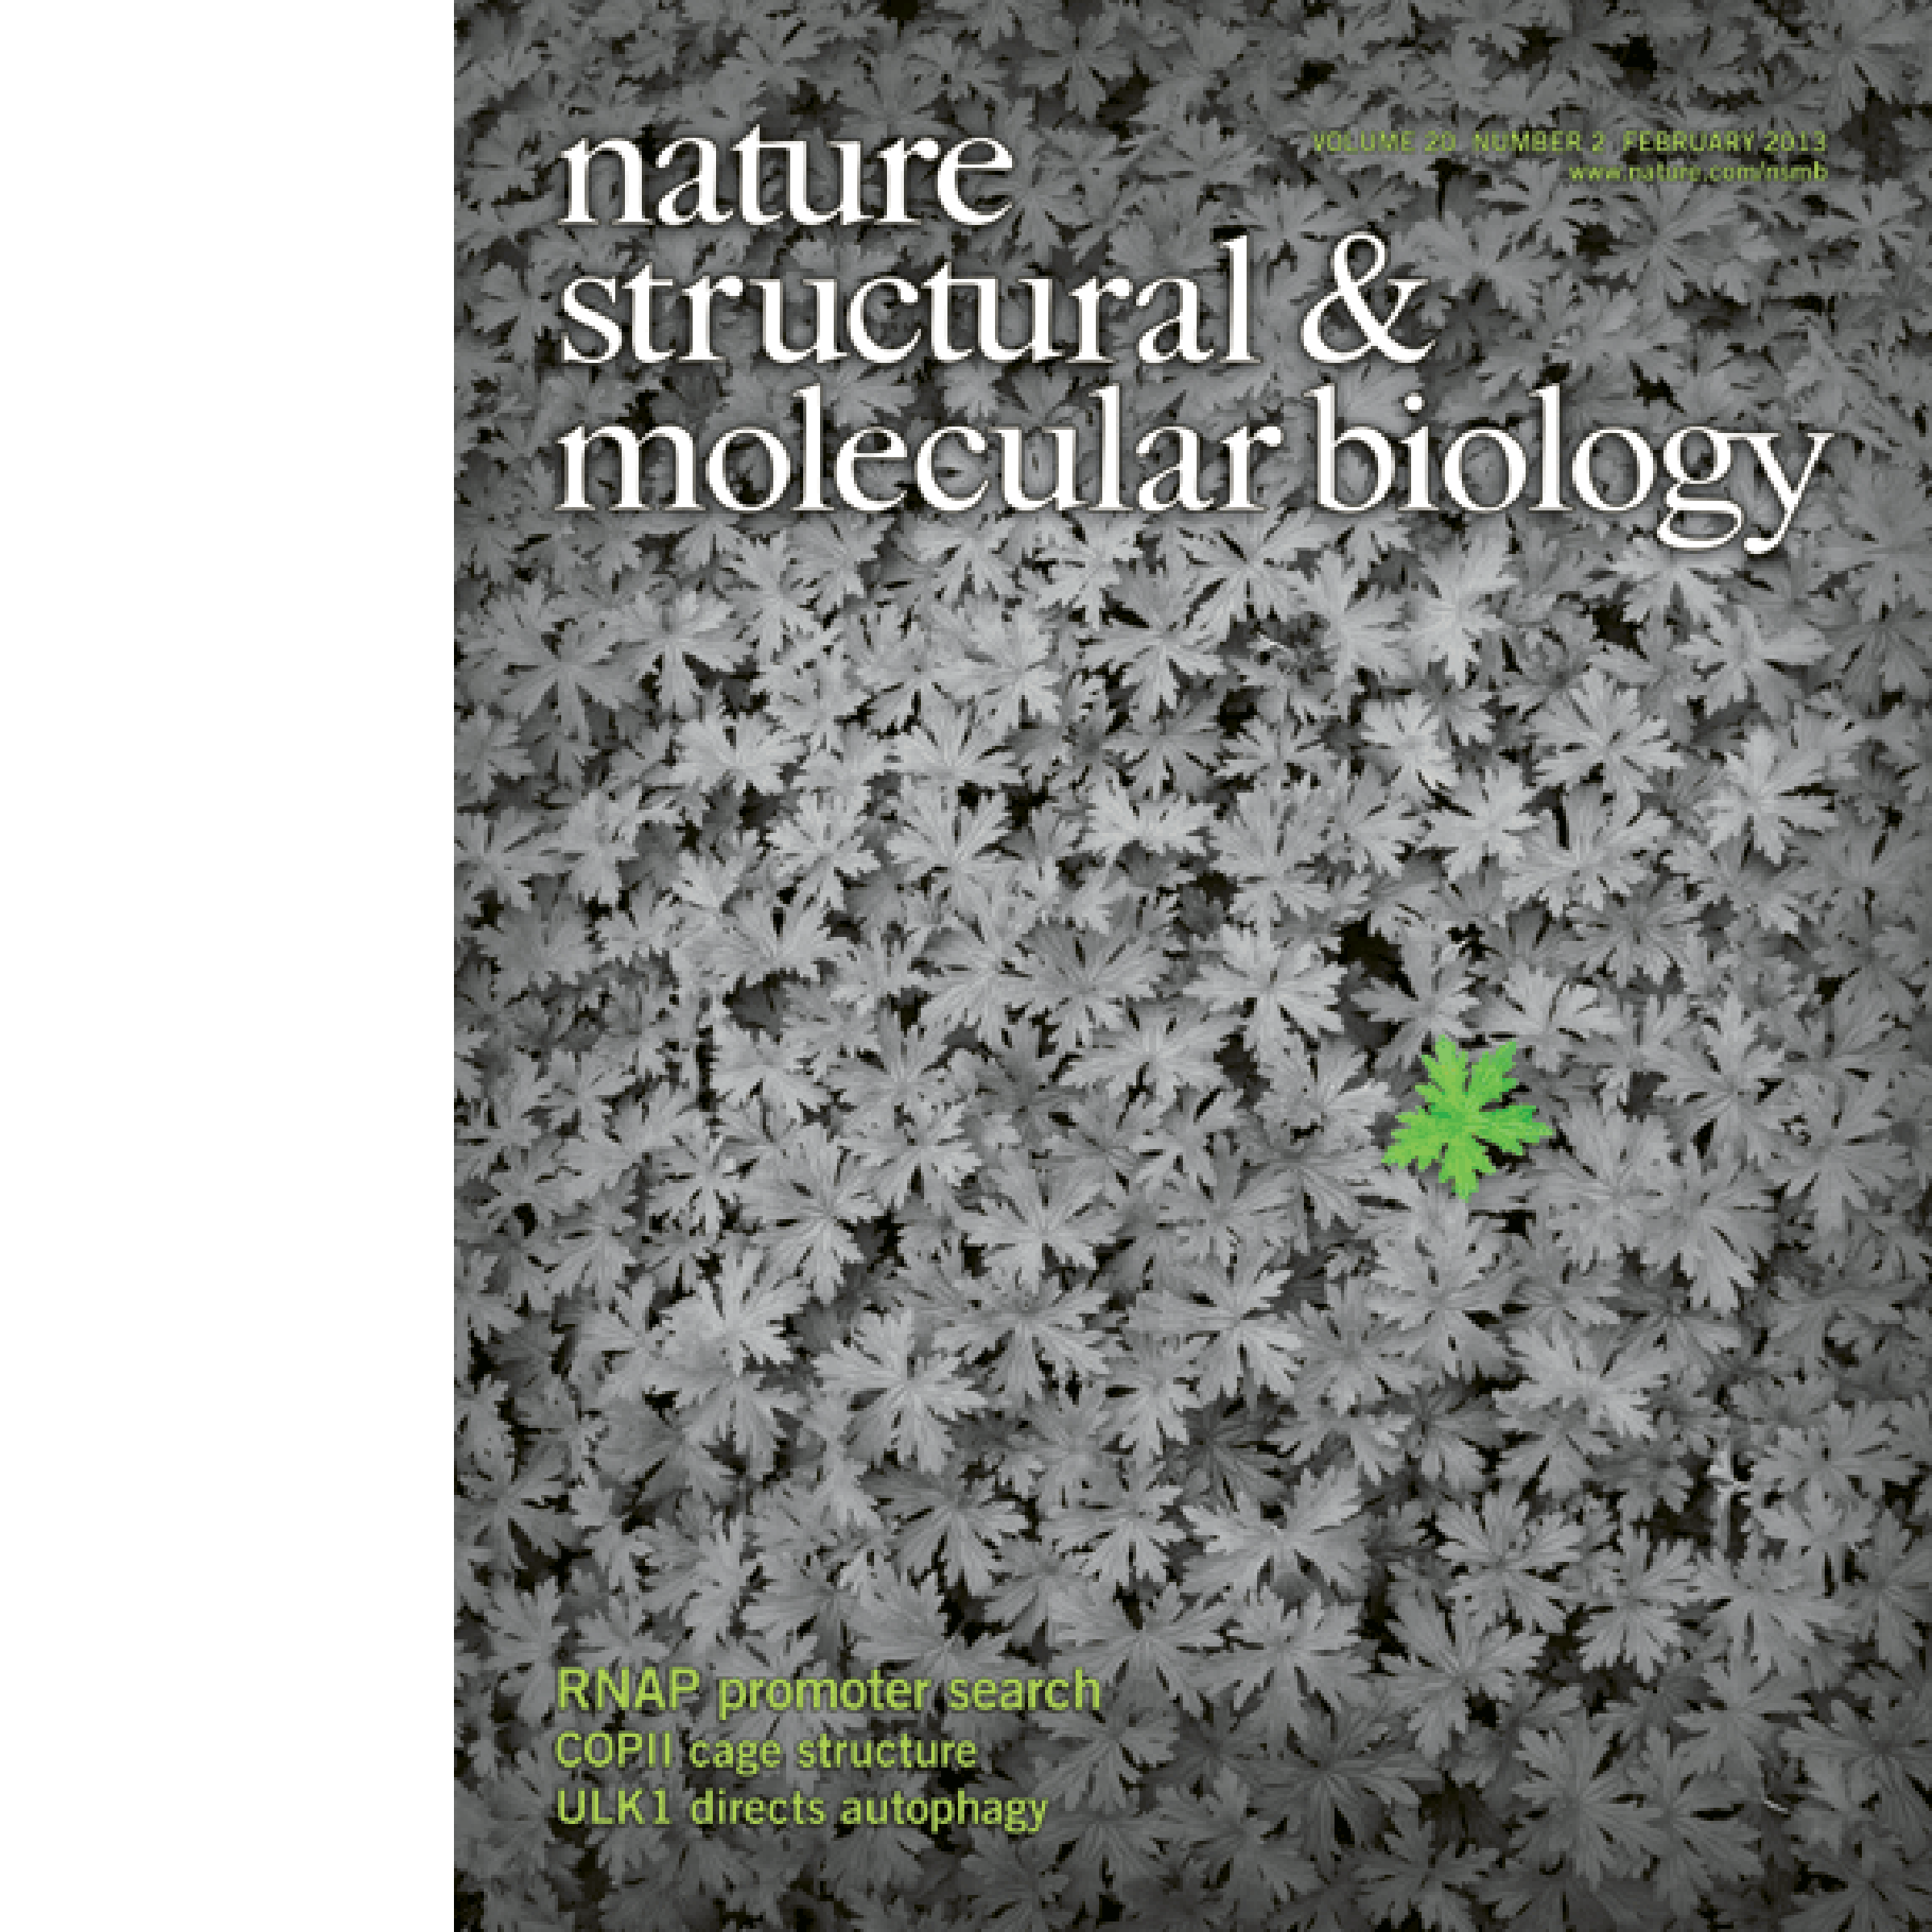 nature
VOLUME 20 NUMBER 2 FEBRUARY 2013
www.nature.com/nsmb
structural &
molecular biology
RNAP promoter search
COPII cage structure
ULK1 directs autophagy